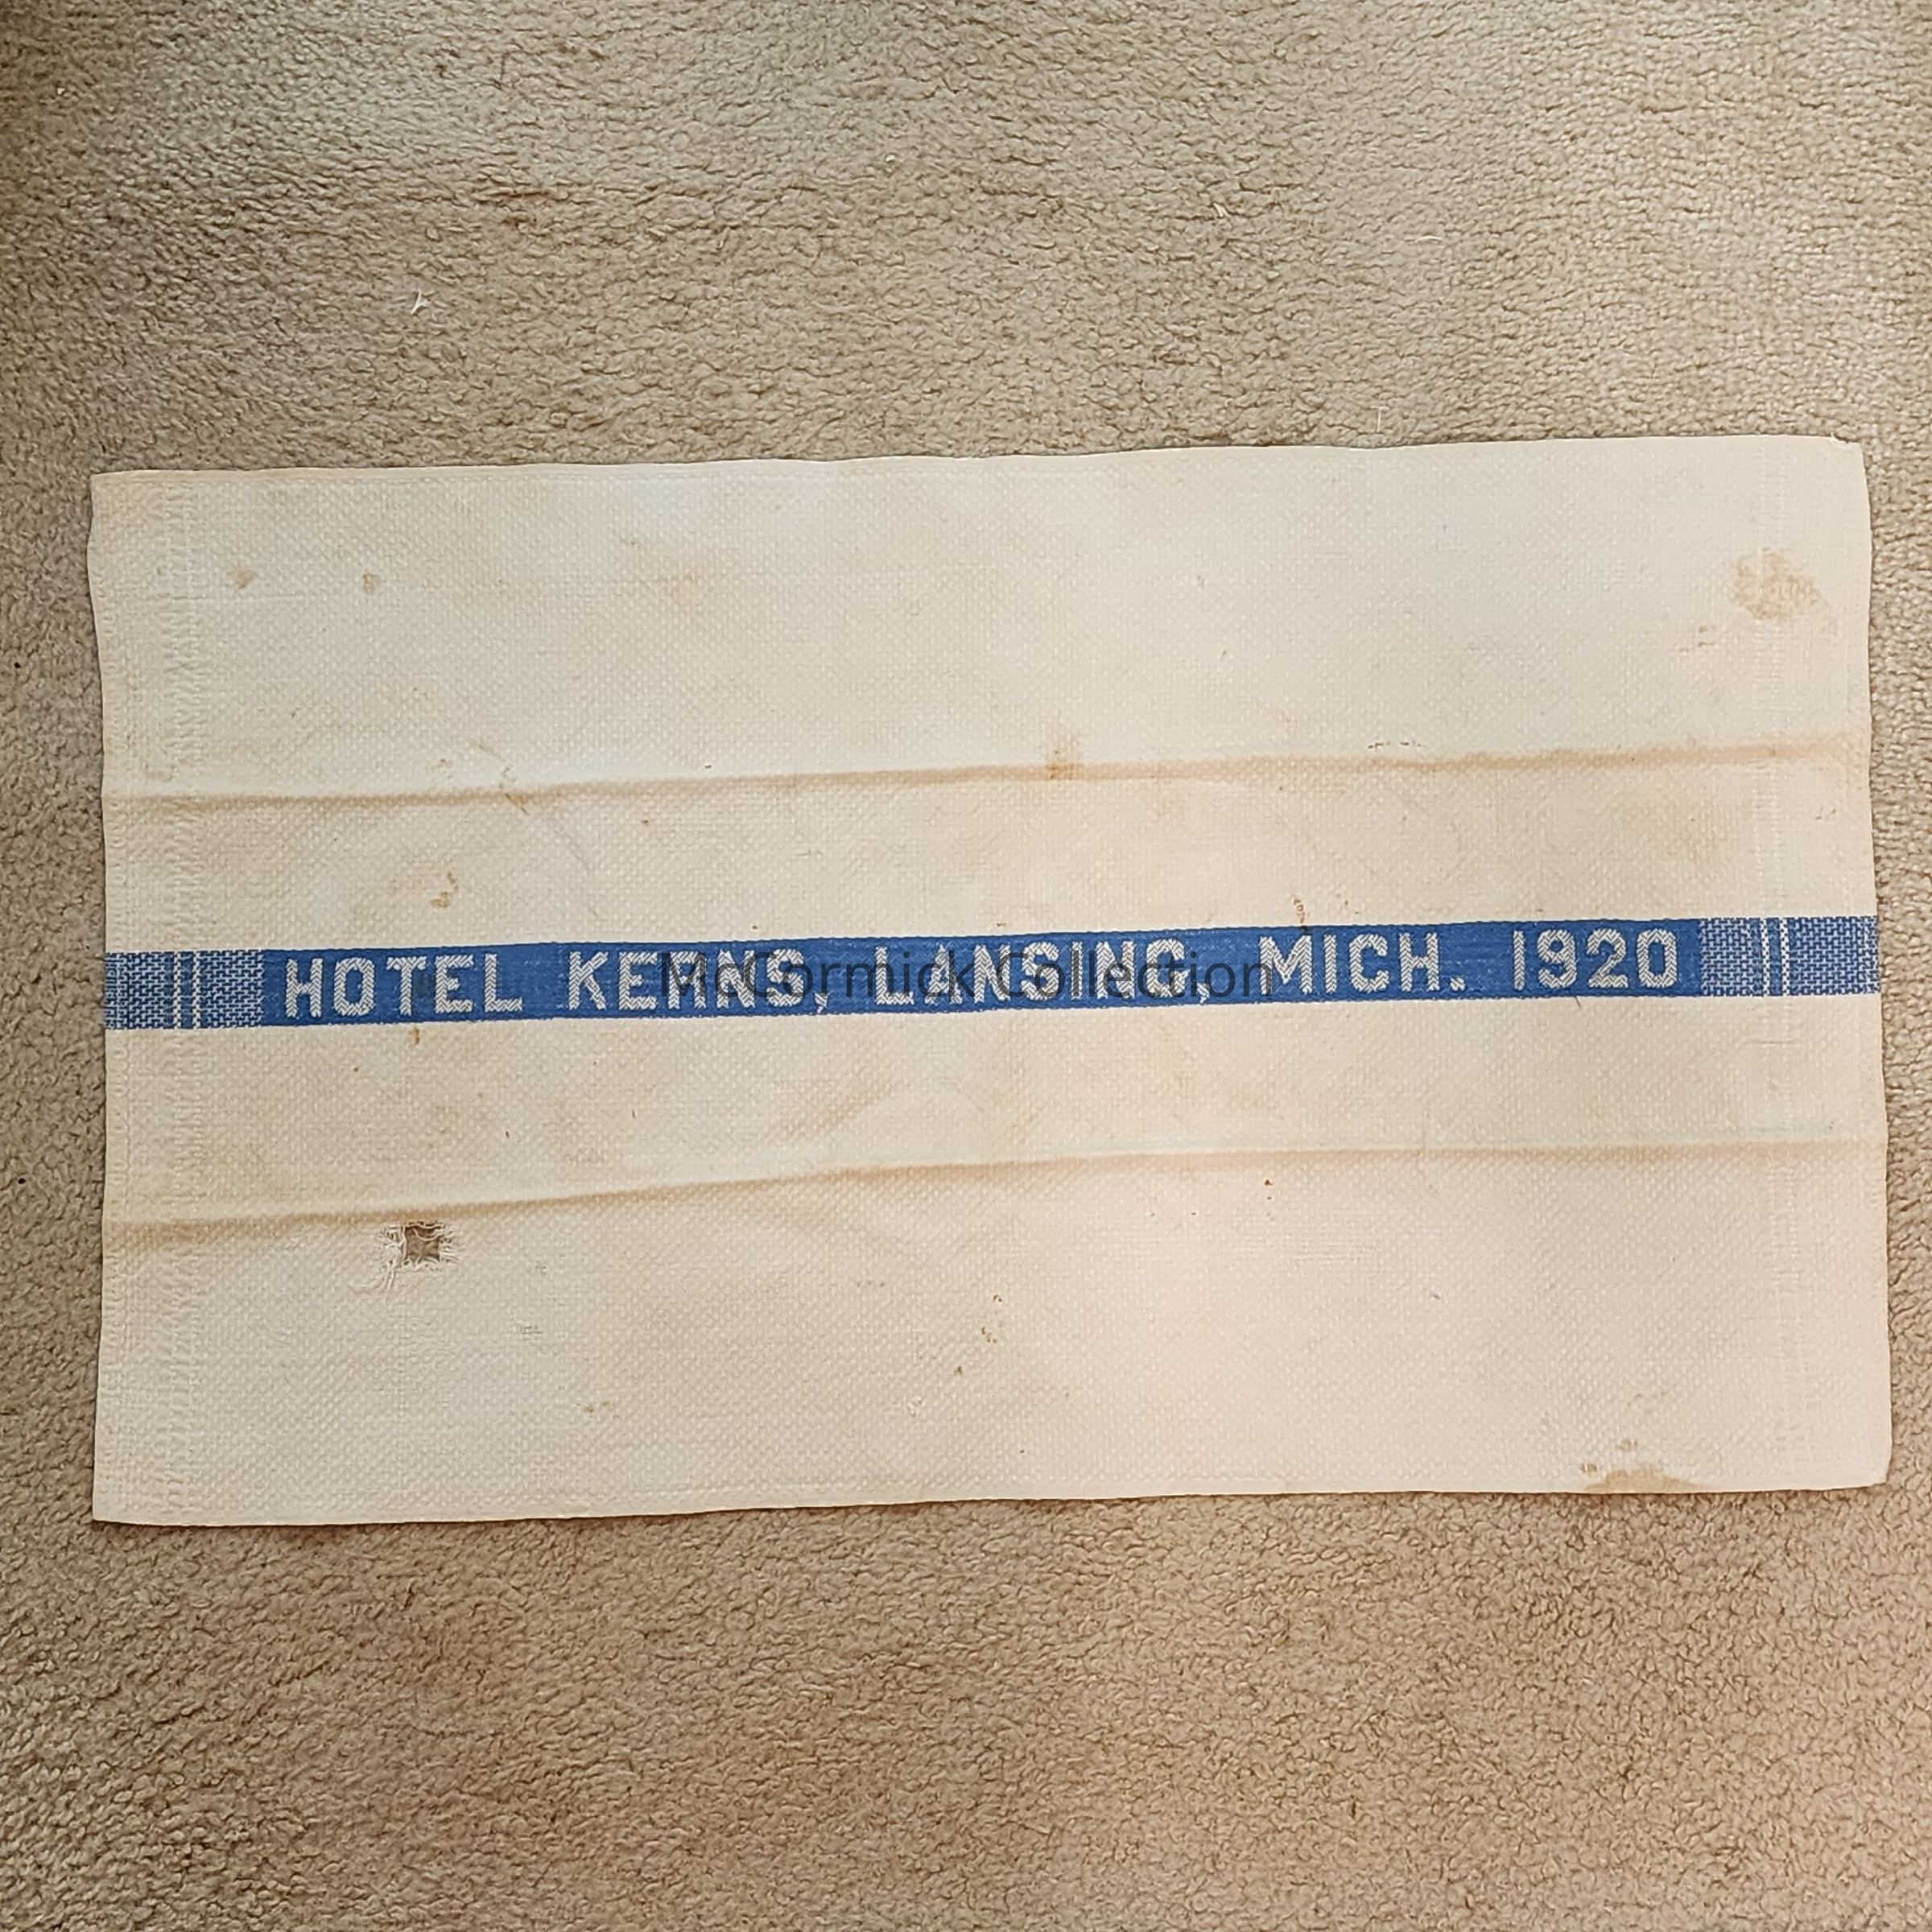 HOTEL KERNS, LANSING, MICH. 1920
McCormick Collection